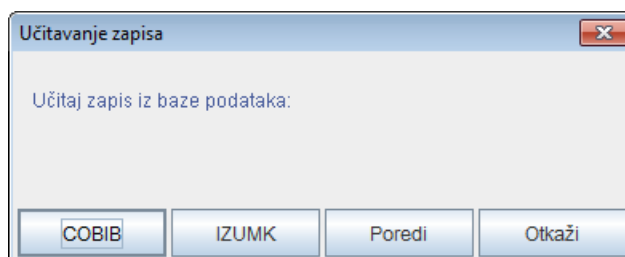 Učitavanje zapisa
Učitaj zapis iz baze podataka:
COBIB IZUMK Poredi Otkaži